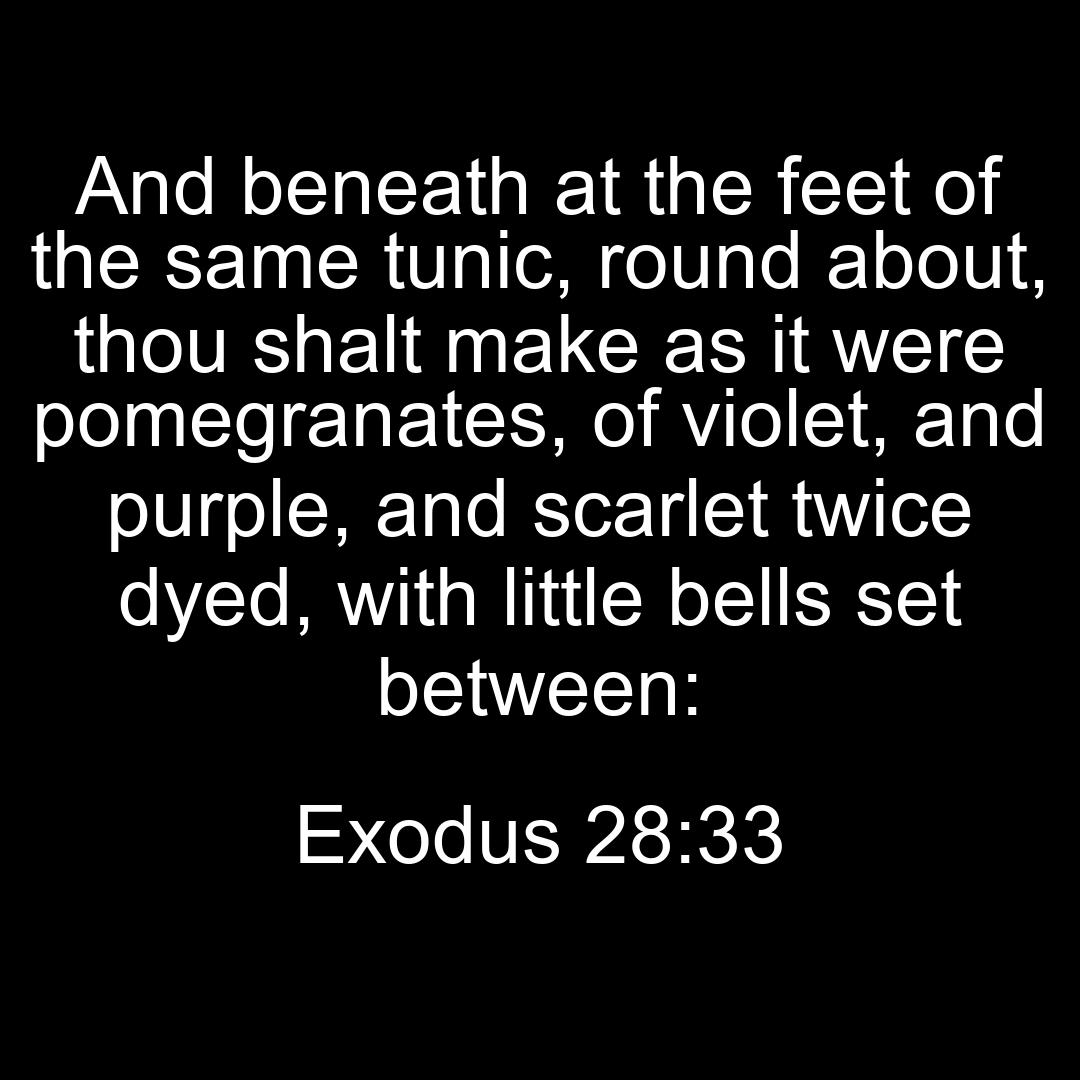 And beneath at the feet of
the same tunic, round about,
thou shalt make as it were
pomegranates, of violet, and
purple, and scarlet twice
dyed, with little bells set
between:
Exodus 28:33